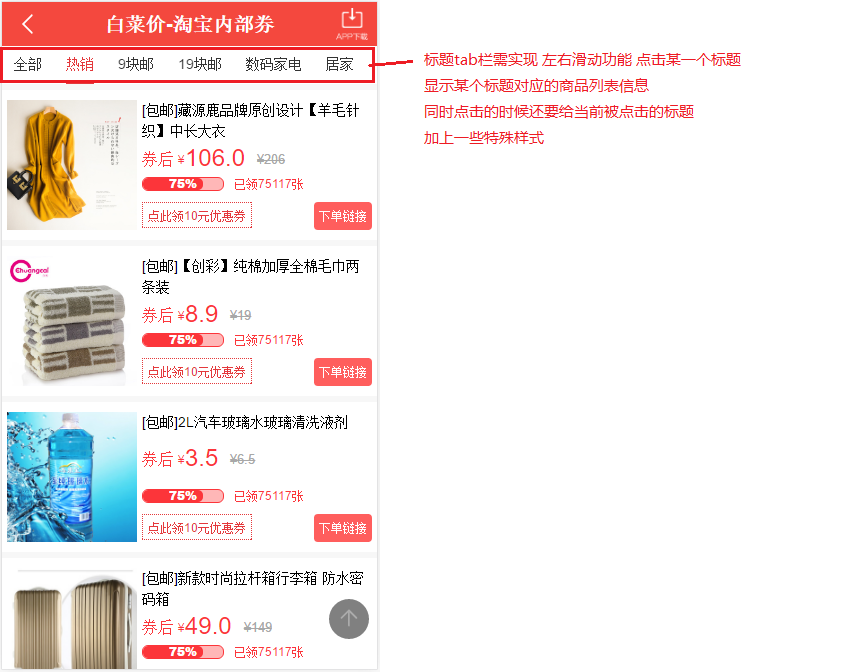 白菜价-淘宝内部券
APP下载
全部 热销 9块邮 19块邮 数码家电 居家
标题tab栏需实现 左右滑动功能 点击某一个标题
显示某个标题对应的商品列表信息
同时点击的时候还要给当前被点击的标题
加上一些特殊样式
[包邮]藏源鹿品牌原创设计【羊毛针
织】中长大衣
券后 ¥106.0 ¥206
75% 已领75117张
点此领10元优惠券 下单链接
Chuangcai
[包邮]【创彩】纯棉加厚全棉毛巾两
条装
券后 ¥8.9 ¥19
75% 已领75117张
点此领10元优惠券 下单链接
[包邮]2L汽车玻璃水玻璃清洗液剂
券后 ¥3.5 ¥6.5
75% 已领75117张
点此领10元优惠券 下单链接
[包邮]新款时尚拉杆箱行李箱 防水密
码箱
券后 ¥49.0 ¥149
75% 已领75117张